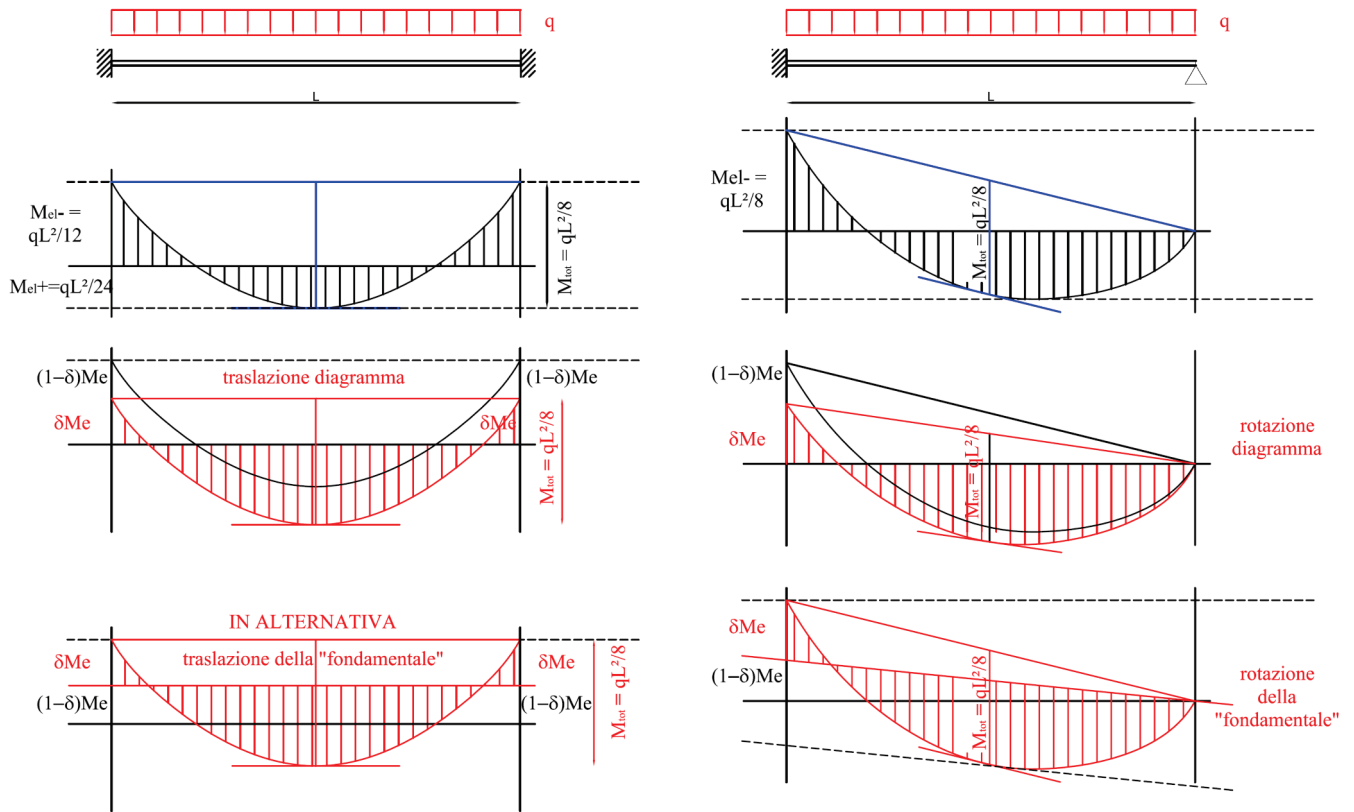 q
L
Mel- =
qL²/12
Mel+=qL²/24
Mtot = qL²/8
(1−δ)Me
traslazione diagramma
(1−δ)Me
δMe
δMe
Mtot = qL²/8
IN ALTERNATIVA
δMe
traslazione della "fondamentale"
δMe
(1−δ)Me
(1−δ)Me
Mtot = qL²/8
q
L
Mel- =
qL²/8
Mtot = qL²/8
(1−δ)Me
δMe
Mtot = qL²/8
rotazione
diagramma
δMe
(1−δ)Me
Mtot = qL²/8
rotazione
della
"fondamentale"